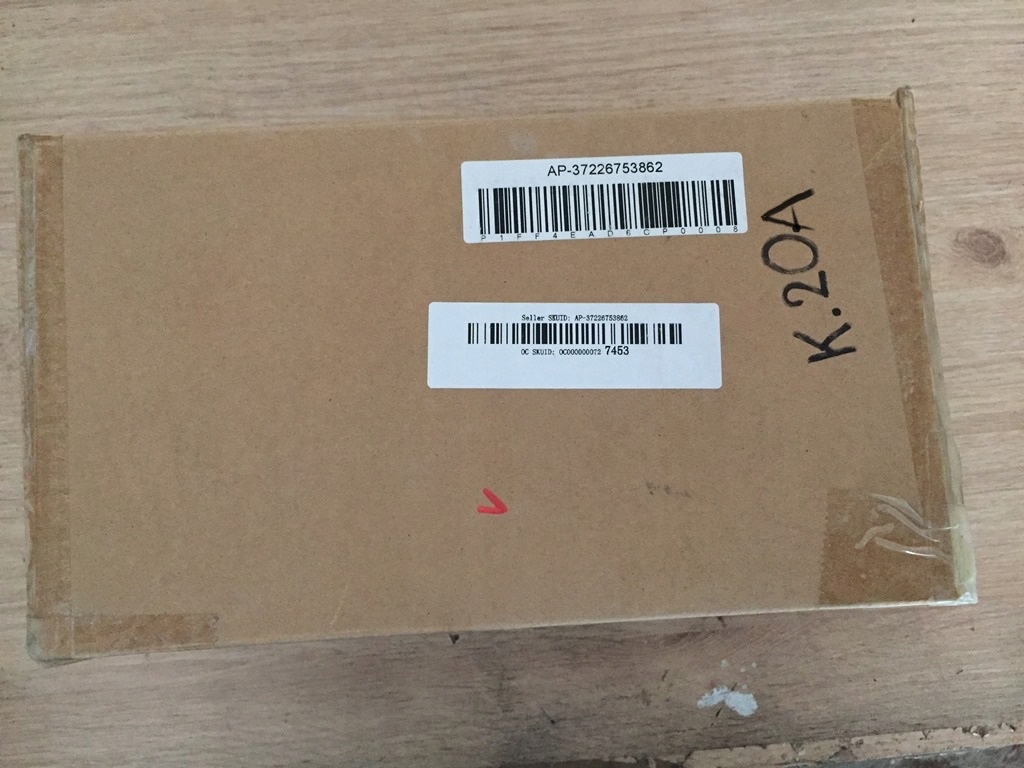 AP-37226753862
P1FF4EAD6CP0008
Seller SKUID: AP-37226753862
OC SKUID: OC000000072 7453
K.20A